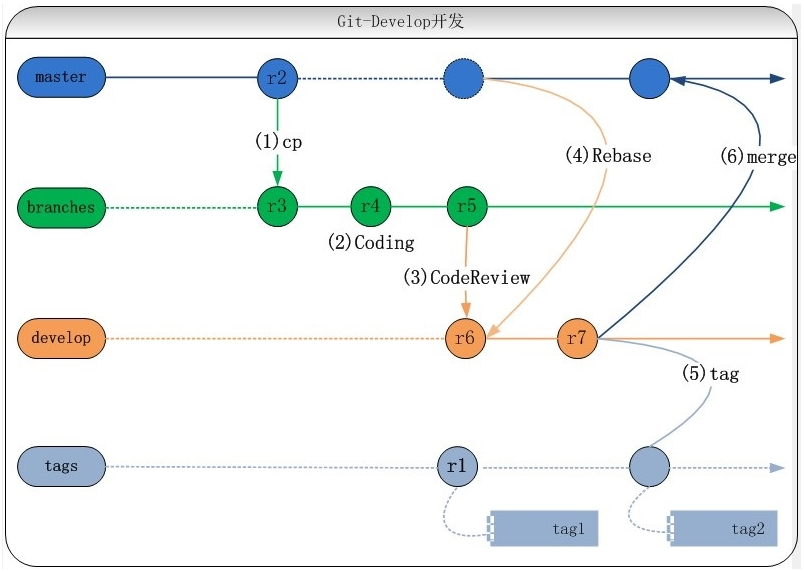 Git-Develop开发
master
r2
(1)cp
(4)Rebase
(6)merge
branches
r3
r4
r5
(2)Coding
(3)CodeReview
develop
r6
r7
(5)tag
tags
r1
tag1
tag2